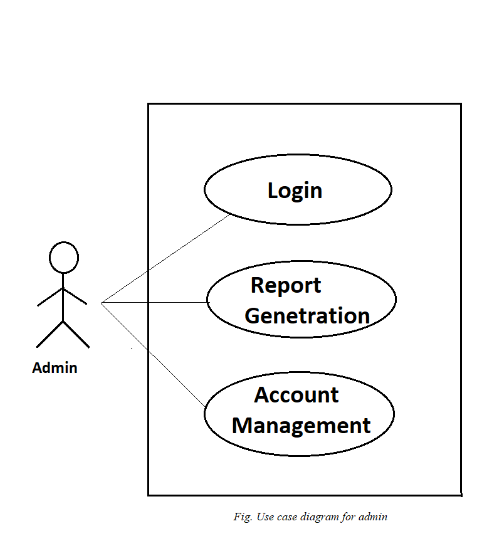 Login
Report
Genetration
Admin
Account
Management
Fig. Use case diagram for admin